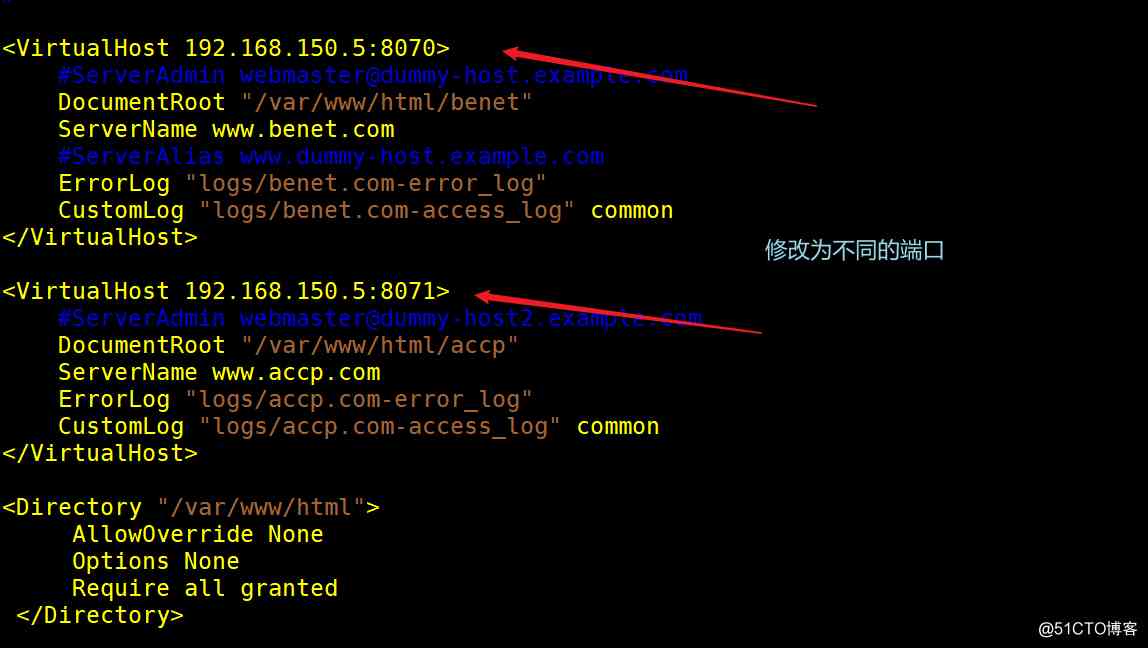 <VirtualHost 192.168.150.5:8070>
#ServerAdmin webmaster@dummy-host.example.com
DocumentRoot "/var/www/html/benet"
ServerName www.benet.com
#ServerAlias www.dummy-host.example.com
ErrorLog "logs/benet.com-error_log"
CustomLog "logs/benet.com-access_log" common
</VirtualHost>
修改为不同的端口
<VirtualHost 192.168.150.5:8071>
#ServerAdmin webmaster@dummy-host2.example.com
DocumentRoot "/var/www/html/accp"
ServerName www.accp.com
ErrorLog "logs/accp.com-error_log"
CustomLog "logs/accp.com-access_log" common
</VirtualHost>
<Directory "/var/www/html">
AllowOverride None
Options None
Require all granted
</Directory>
@51CTO博客